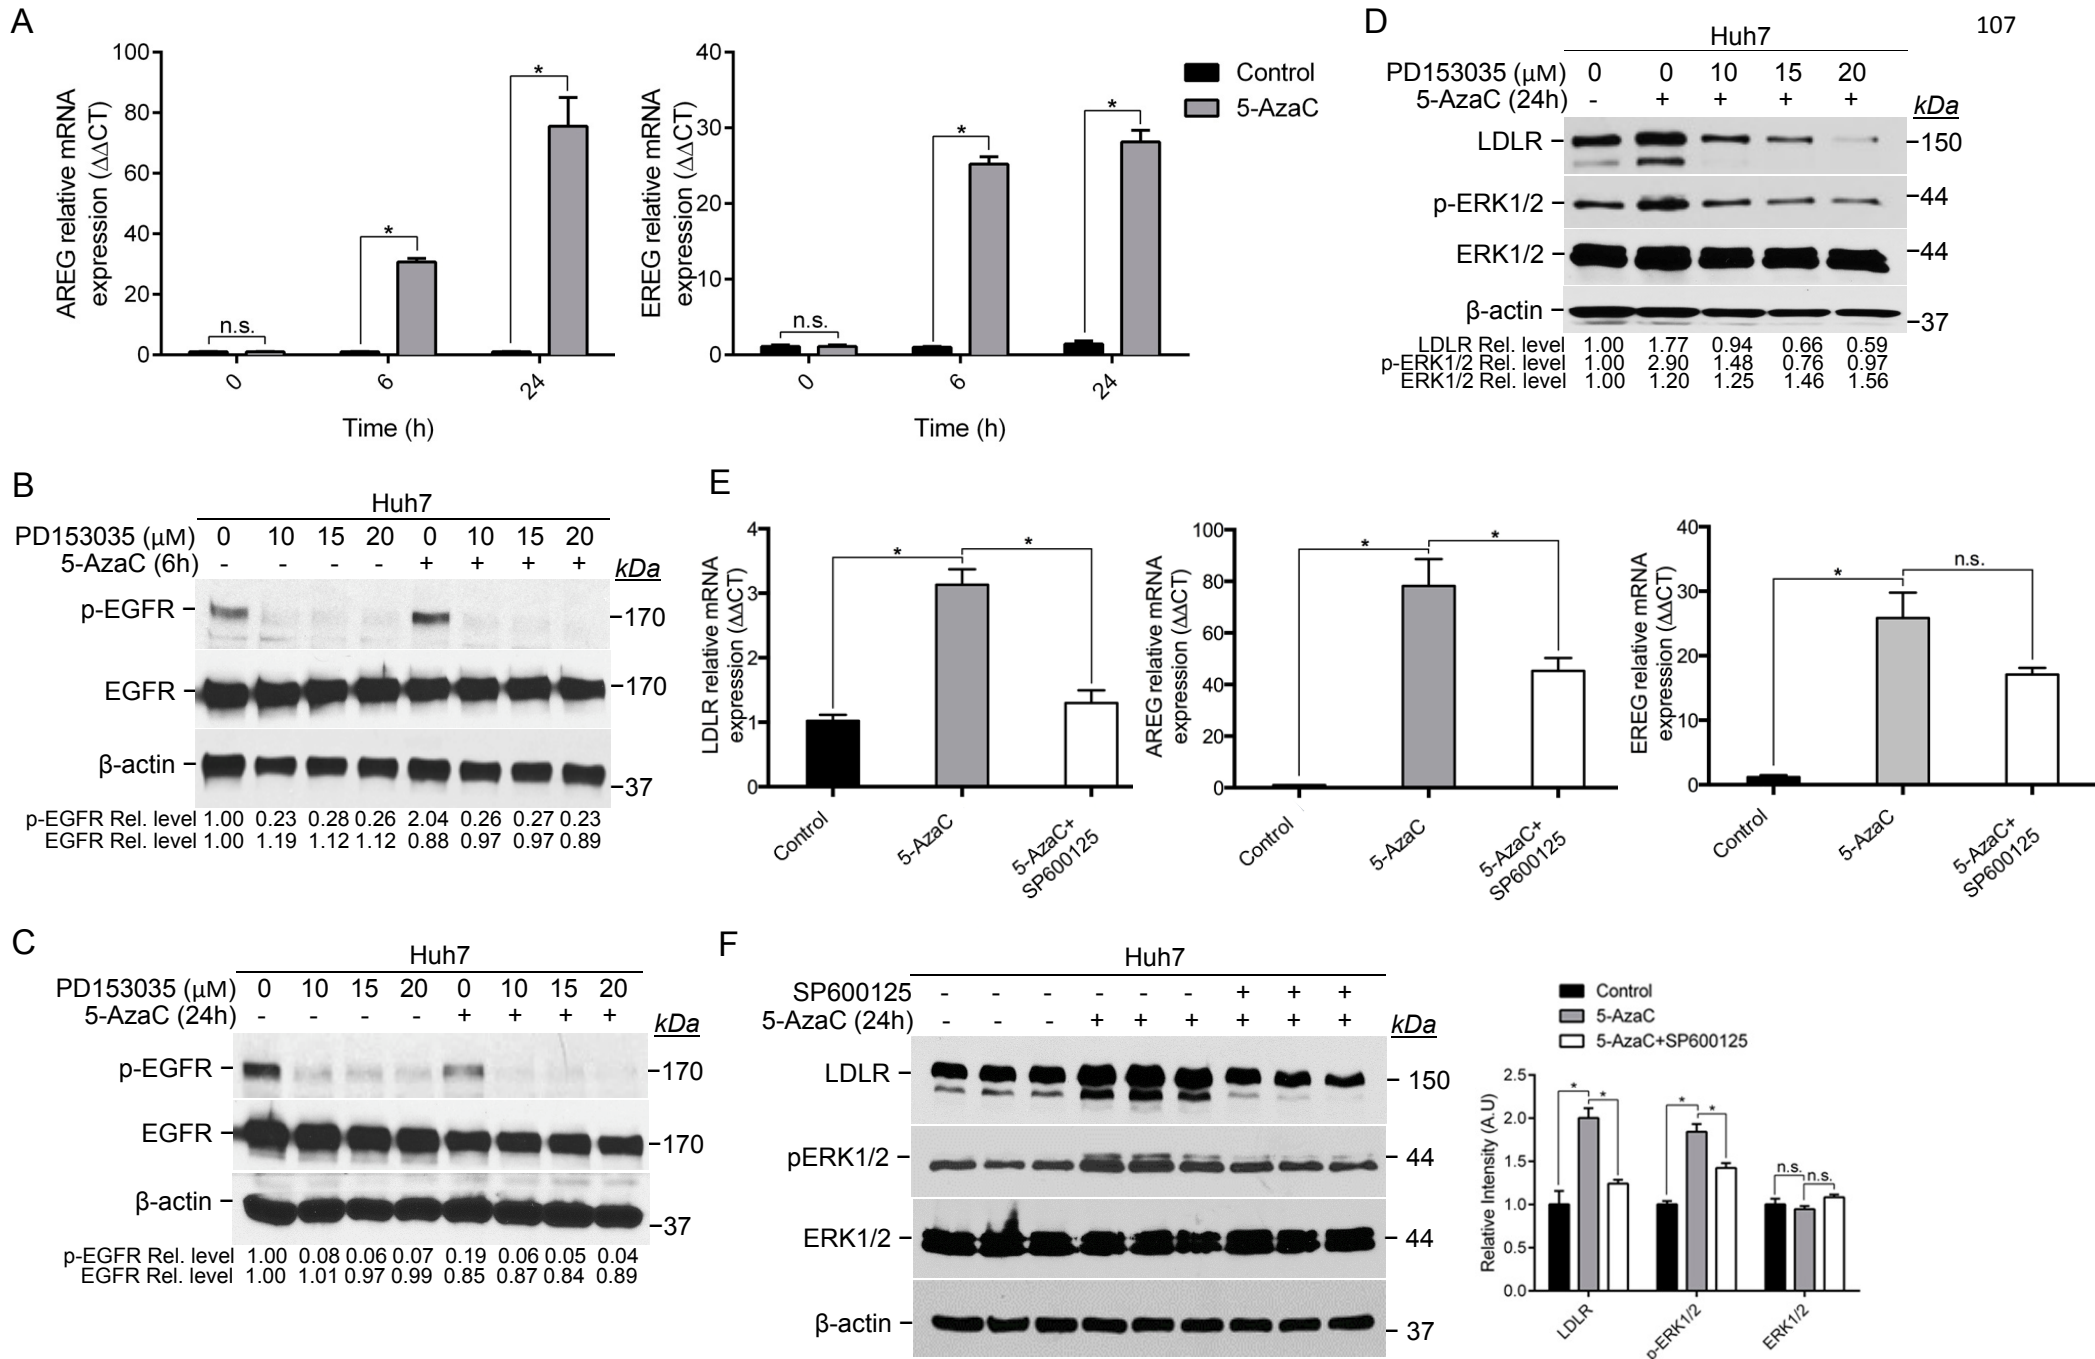 107
A
AREG relative mRNA
expression (ΔΔCT)
100
80
60
40
20
0
n.s.
*
*
0
6
24
Time (h)
EREG relative mRNA
expression (ΔΔCT)
40
30
20
10
0
n.s.
*
*
0
6
24
Time (h)
Control
5-AzaC
D
Huh7
PD153035 (µM) 0 0 10 15 20
5-AzaC (24h) - + + + +
kDa
LDLR
150
p-ERK1/2
44
ERK1/2
44
β-actin
37
LDLR Rel. level 1.00 1.77 0.94 0.66 0.59
p-ERK1/2 Rel. level 1.00 2.90 1.48 0.76 0.97
ERK1/2 Rel. level 1.00 1.20 1.25 1.46 1.56
B
Huh7
PD153035 (µM) 0 10 15 20 0 10 15 20
5-AzaC (6h) - - - - + + + +
kDa
p-EGFR
170
EGFR
170
β-actin
37
p-EGFR Rel. level 1.00 0.23 0.28 0.26 2.04 0.26 0.27 0.23
EGFR Rel. level 1.00 1.19 1.12 1.12 0.88 0.97 0.97 0.89
E
LDLR relative mRNA
expression (ΔΔCT)
4
3
2
1
0
*
*
Control
5-AzaC
5-AzaC+
SP600125
AREG relative mRNA
expression (ΔΔCT)
100
80
60
40
20
0
*
*
Control
5-AzaC
5-AzaC+
SP600125
EREG relative mRNA
expression (ΔΔCT)
40
30
20
10
0
*
n.s.
Control
5-AzaC
5-AzaC+
SP600125
C
Huh7
PD153035 (µM) 0 10 15 20 0 10 15 20
5-AzaC (24h) - - - - + + + +
kDa
p-EGFR
170
EGFR
170
β-actin
37
p-EGFR Rel. level 1.00 0.08 0.06 0.07 0.19 0.06 0.05 0.04
EGFR Rel. level 1.00 1.01 0.97 0.99 0.85 0.87 0.84 0.89
F
Huh7
SP600125 - - - - - - + + +
5-AzaC (24h) - - - + + + + + +
kDa
LDLR
150
pERK1/2
44
ERK1/2
44
β-actin
37
Control
5-AzaC
5-AzaC+SP600125
Relative Intensity (A.U)
2.5
2.0
1.5
1.0
0.5
0.0
*
*
*
*
n.s.
n.s.
LDLR
p-ERK1/2
ERK1/2